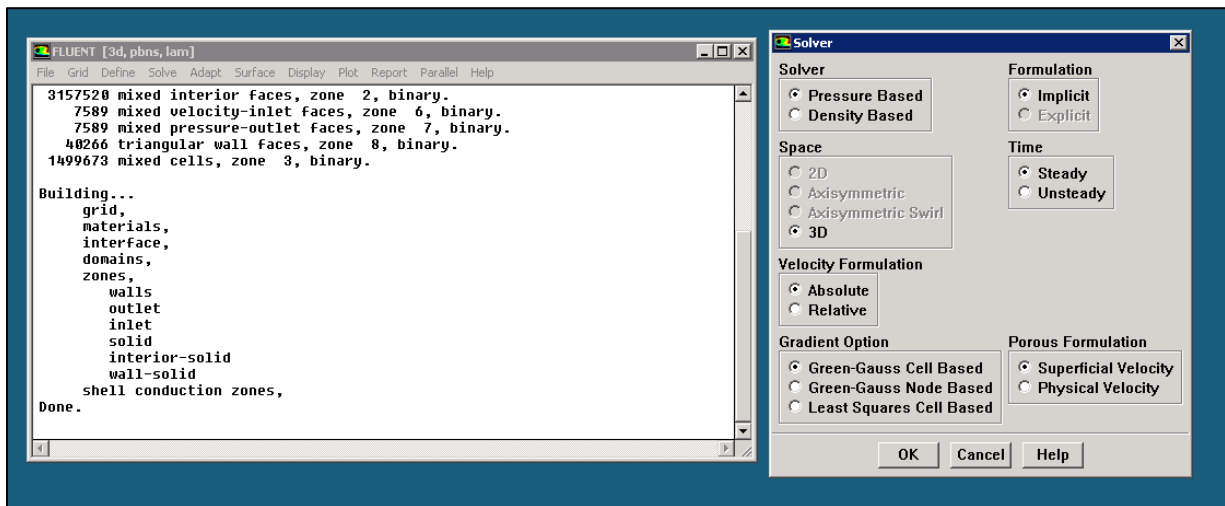 FLUENT [3d, pbns, lam]
File Grid Define Solve Adapt Surface Display Plot Report Parallel Help
3157520 mixed interior faces, zone 2, binary.
7589 mixed velocity-inlet faces, zone 6, binary.
7589 mixed pressure-outlet faces, zone 7, binary.
40266 triangular wall faces, zone 8, binary.
1499673 mixed cells, zone 3, binary.
Building...
grid,
materials,
interface,
domains,
zones,
walls
outlet
inlet
solid
interior-solid
wall-solid
shell conduction zones,
Done.
Solver
Solver
Pressure Based
Density Based
Formulation
Implicit
Explicit
Space
2D
Axisymmetric
Axisymmetric Swirl
3D
Time
Steady
Unsteady
Velocity Formulation
Absolute
Relative
Gradient Option
Green-Gauss Cell Based
Green-Gauss Node Based
Least Squares Cell Based
Porous Formulation
Superficial Velocity
Physical Velocity
OK Cancel Help